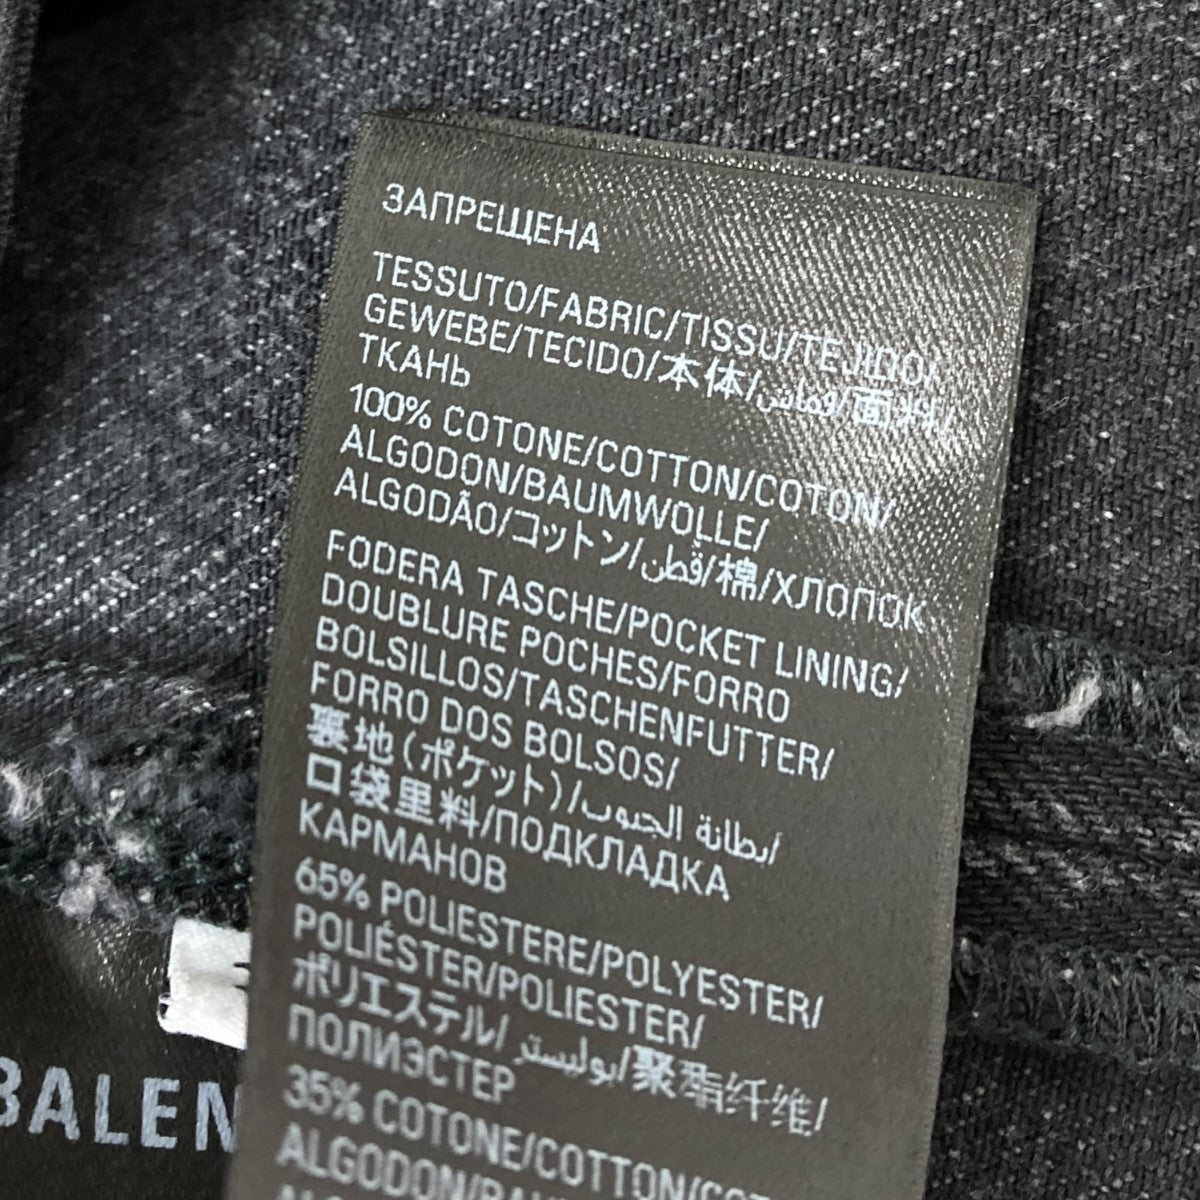 ЗАПРЕЩЕНА
TESSUTO/FABRIC/TISSU/TEJIDO/
GEWEBE/TECIDO/本体/قماش/面料/
ТКАНЬ
100% COTONE/COTTON/COTON/
ALGODON/BAUMWOLLE/
ALGODÃO/コットン/قطن/棉/ХЛОПОК
FODERA TASCHE/POCKET LINING/
DOUBLURE POCHES/FORRO
BOLSILLOS/TASCHENFUTTER/
FORRO DOS BOLSOS/
裏地(ポケット)/بطانة الجيوب/
口袋里料/ПОДКЛАДКА
КАРМАНОВ
65% POLIESTERE/POLYESTER/
POLIÉSTER/POLIESTER/
ポリエステル/بوليستر/聚酯纤维/
ПОЛИЭСТЕР
35% COTONE/COTTON/
ALGODON
BALEN